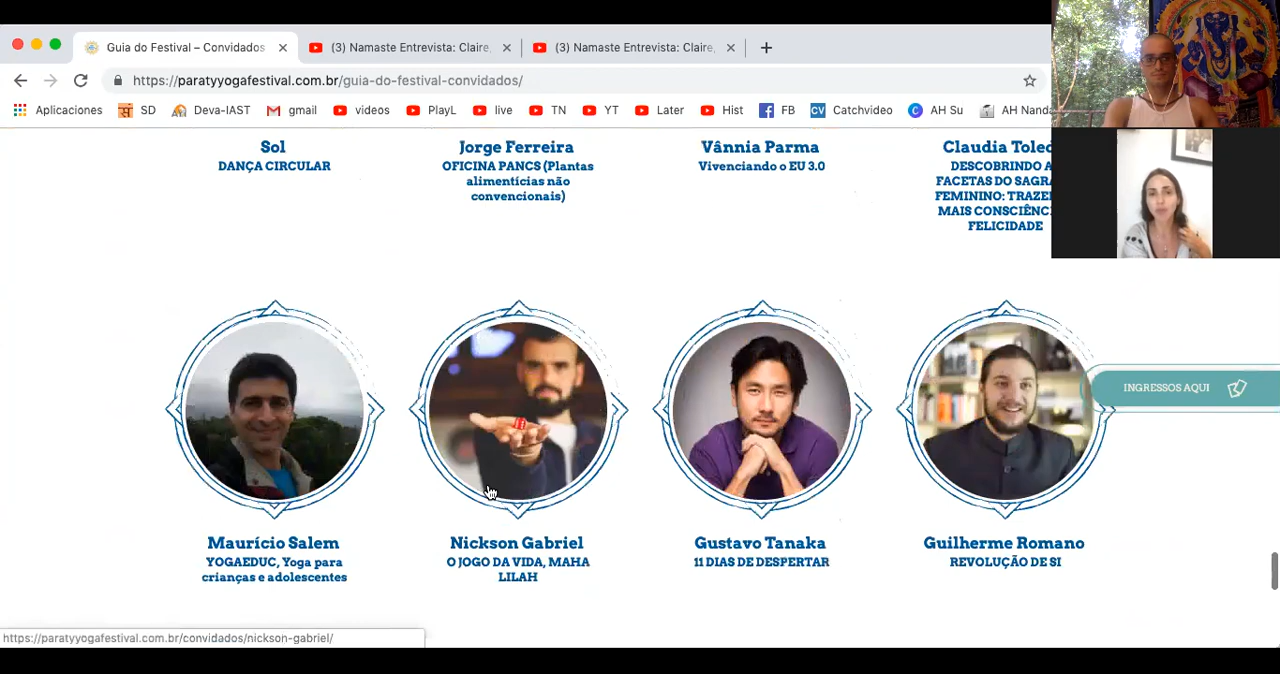 Guia do Festival – Convidados
(3) Namaste Entrevista: Claire,
(3) Namaste Entrevista: Claire,
https://paratyyogafestival.com.br/guia-do-festival-convidados/
Aplicaciones SD Deva-IAST gmail videos PlayL live TN YT Later Hist FB Catchvideo AH Su AH Nanda
Sol
DANÇA CIRCULAR
Jorge Ferreira
OFICINA PANCS (Plantas
alimentícias não
convencionais)
Vânnia Parma
Vivenciando o EU 3.0
Claudia Toled
DESCOBRINDO A
FACETAS DO SAGRA
FEMININO: TRAZE
MAIS CONSCIÊNC
FELICIDADE
INGRESSOS AQUI
Maurício Salem
YOGAEDUC, Yoga para
crianças e adolescentes
Nickson Gabriel
O JOGO DA VIDA, MAHA
LILAH
Gustavo Tanaka
11 DIAS DE DESPERTAR
Guilherme Romano
REVOLUÇÃO DE SI
https://paratyyogafestival.com.br/convidados/nickson-gabriel/